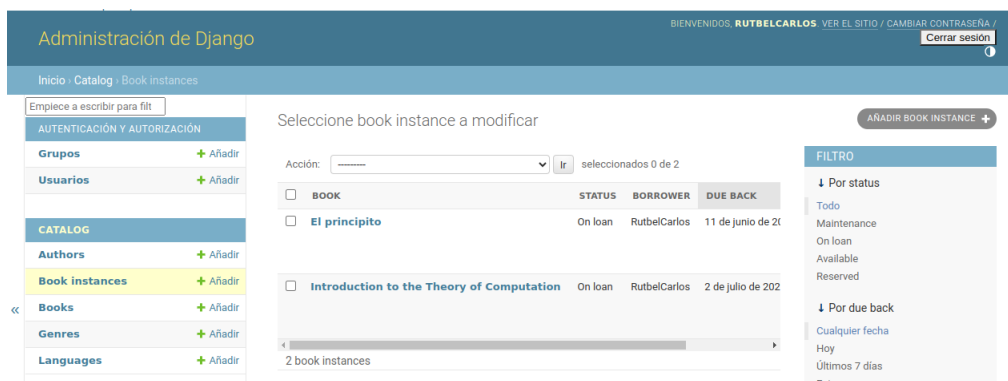 BIENVENIDOS, RUTBELCARLOS. VER EL SITIO / CAMBIAR CONTRASEÑA /
Administración de Django
Cerrar sesión
Inicio › Catalog › Book instances
Empiece a escribir para filt
AUTENTICACIÓN Y AUTORIZACIÓN
Grupos + Añadir
Usuarios + Añadir
CATALOG
Authors + Añadir
Book instances + Añadir
Books + Añadir
Genres + Añadir
Languages + Añadir
«
Seleccione book instance a modificar
AÑADIR BOOK INSTANCE +
Acción: --------- Ir seleccionados 0 de 2
BOOK STATUS BORROWER DUE BACK
El principito On loan RutbelCarlos 11 de junio de 20
Introduction to the Theory of Computation On loan RutbelCarlos 2 de julio de 202
2 book instances
FILTRO
↓ Por status
Todo
Maintenance
On loan
Available
Reserved
↓ Por due back
Cualquier fecha
Hoy
Últimos 7 días